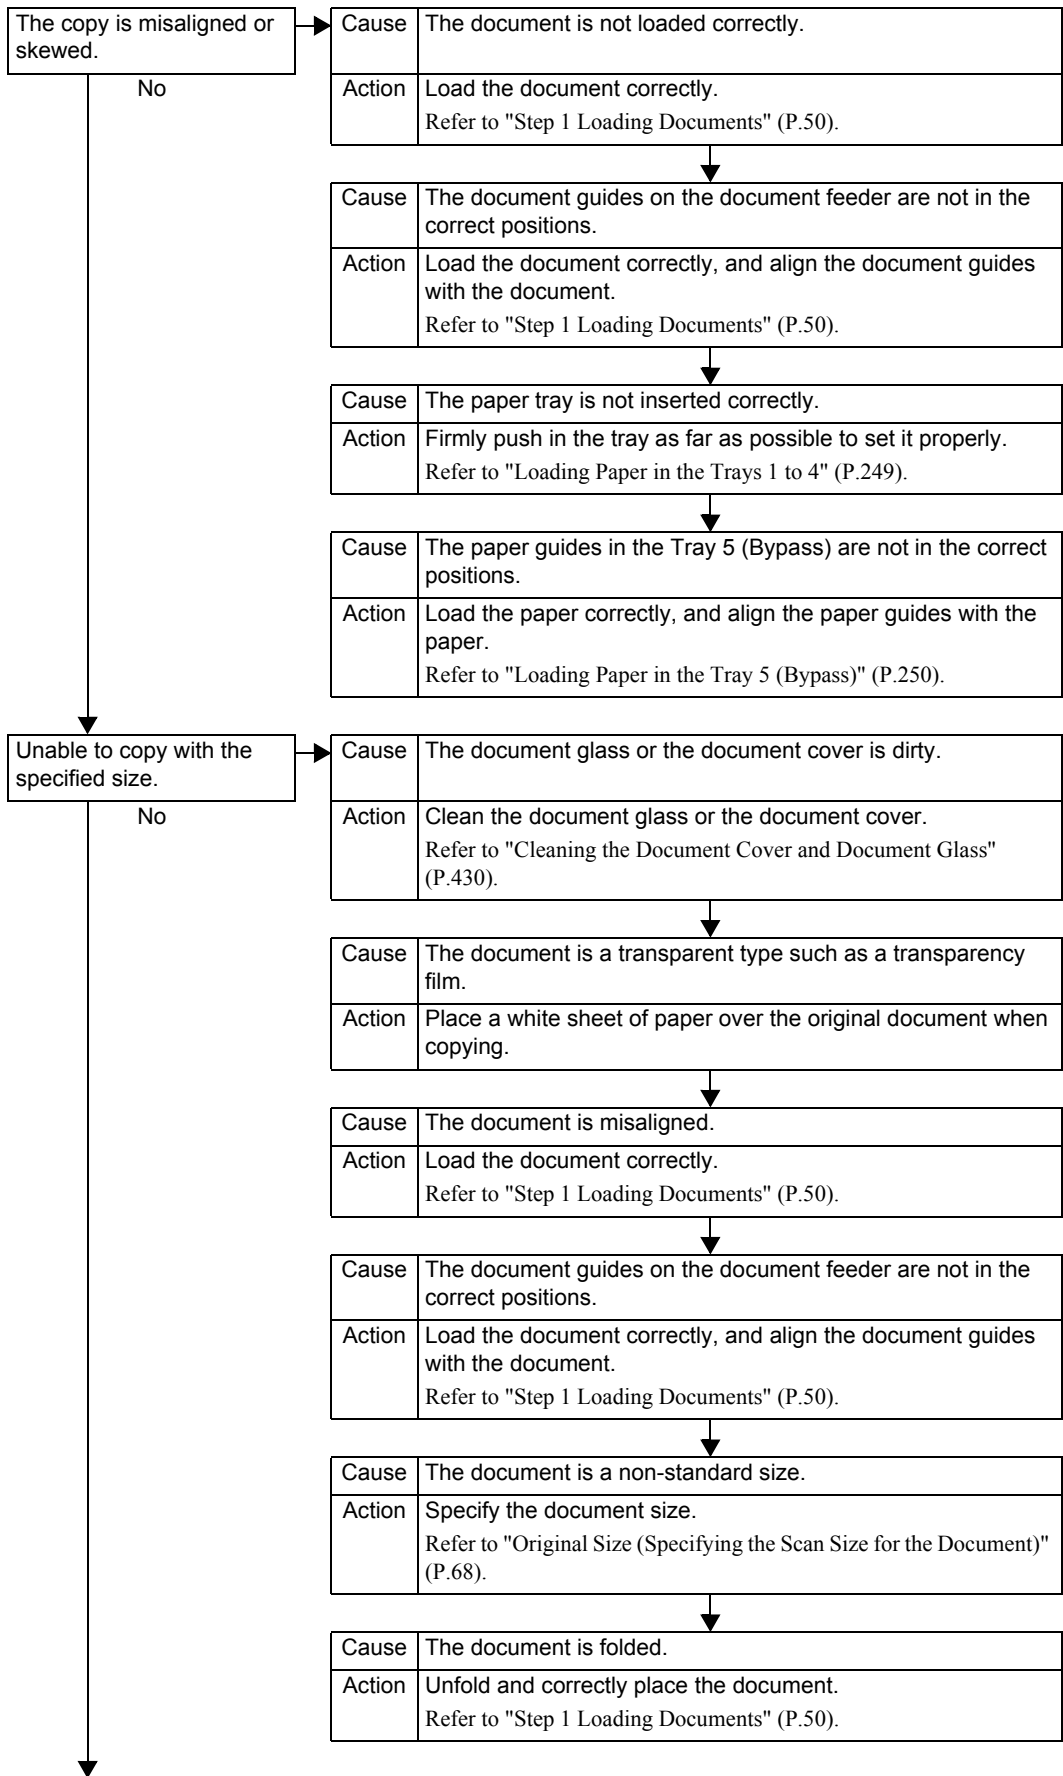 The copy is misaligned or
skewed.
No
Cause The document is not loaded correctly.
Action Load the document correctly.
Refer to "Step 1 Loading Documents" (P.50).
Cause The document guides on the document feeder are not in the
correct positions.
Action Load the document correctly, and align the document guides
with the document.
Refer to "Step 1 Loading Documents" (P.50).
Cause The paper tray is not inserted correctly.
Action Firmly push in the tray as far as possible to set it properly.
Refer to "Loading Paper in the Trays 1 to 4" (P.249).
Cause The paper guides in the Tray 5 (Bypass) are not in the correct
positions.
Action Load the paper correctly, and align the paper guides with the
paper.
Refer to "Loading Paper in the Tray 5 (Bypass)" (P.250).
Unable to copy with the
specified size.
No
Cause The document glass or the document cover is dirty.
Action Clean the document glass or the document cover.
Refer to "Cleaning the Document Cover and Document Glass"
(P.430).
Cause The document is a transparent type such as a transparency
film.
Action Place a white sheet of paper over the original document when
copying.
Cause The document is misaligned.
Action Load the document correctly.
Refer to "Step 1 Loading Documents" (P.50).
Cause The document guides on the document feeder are not in the
correct positions.
Action Load the document correctly, and align the document guides
with the document.
Refer to "Step 1 Loading Documents" (P.50).
Cause The document is a non-standard size.
Action Specify the document size.
Refer to "Original Size (Specifying the Scan Size for the Document)"
(P.68).
Cause The document is folded.
Action Unfold and correctly place the document.
Refer to "Step 1 Loading Documents" (P.50).